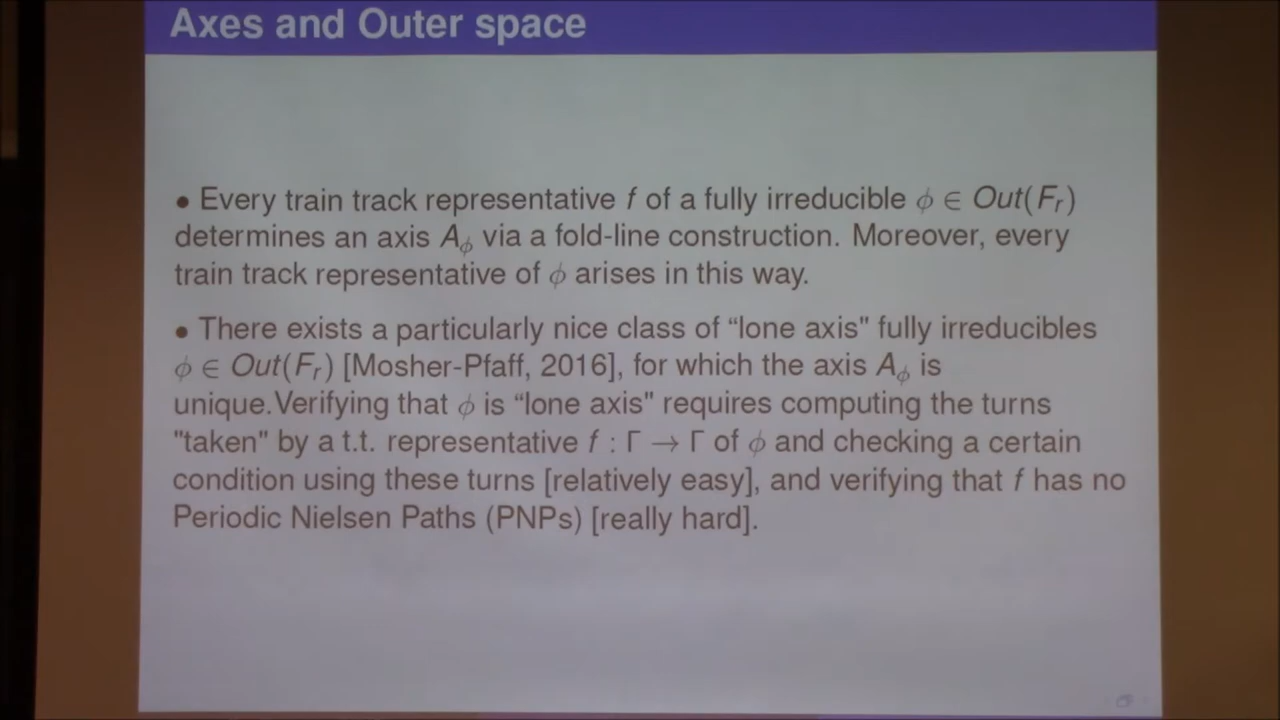 Axes and Outer space
• Every train track representative f of a fully irreducible ϕ ∈ Out(Fr)
determines an axis Aϕ via a fold-line construction. Moreover, every
train track representative of ϕ arises in this way.
• There exists a particularly nice class of “lone axis" fully irreducibles
ϕ ∈ Out(Fr) [Mosher-Pfaff, 2016], for which the axis Aϕ is
unique.Verifying that ϕ is “lone axis" requires computing the turns
"taken" by a t.t. representative f : Γ → Γ of ϕ and checking a certain
condition using these turns [relatively easy], and verifying that f has no
Periodic Nielsen Paths (PNPs) [really hard].